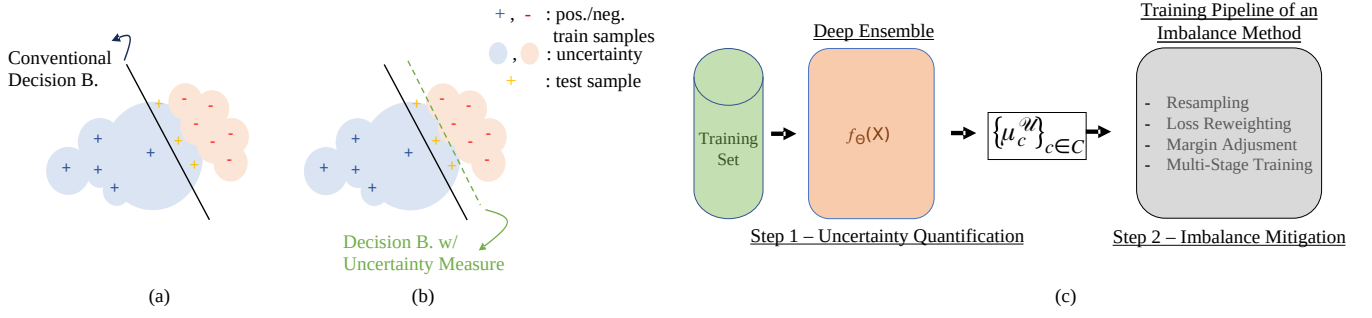 Conventional
Decision B.
(a)
+ , - : pos./neg.
train samples
, : uncertainty
+ : test sample
Decision B. w/
Uncertainty Measure
(b)
Deep Ensemble
Training
Set
f_Θ(X)
{μ_c^𝒰}_{c∈C}
Training Pipeline of an
Imbalance Method
- Resampling
- Loss Reweighting
- Margin Adjusment
- Multi-Stage Training
Step 1 – Uncertainty Quantification
Step 2 – Imbalance Mitigation
(c)